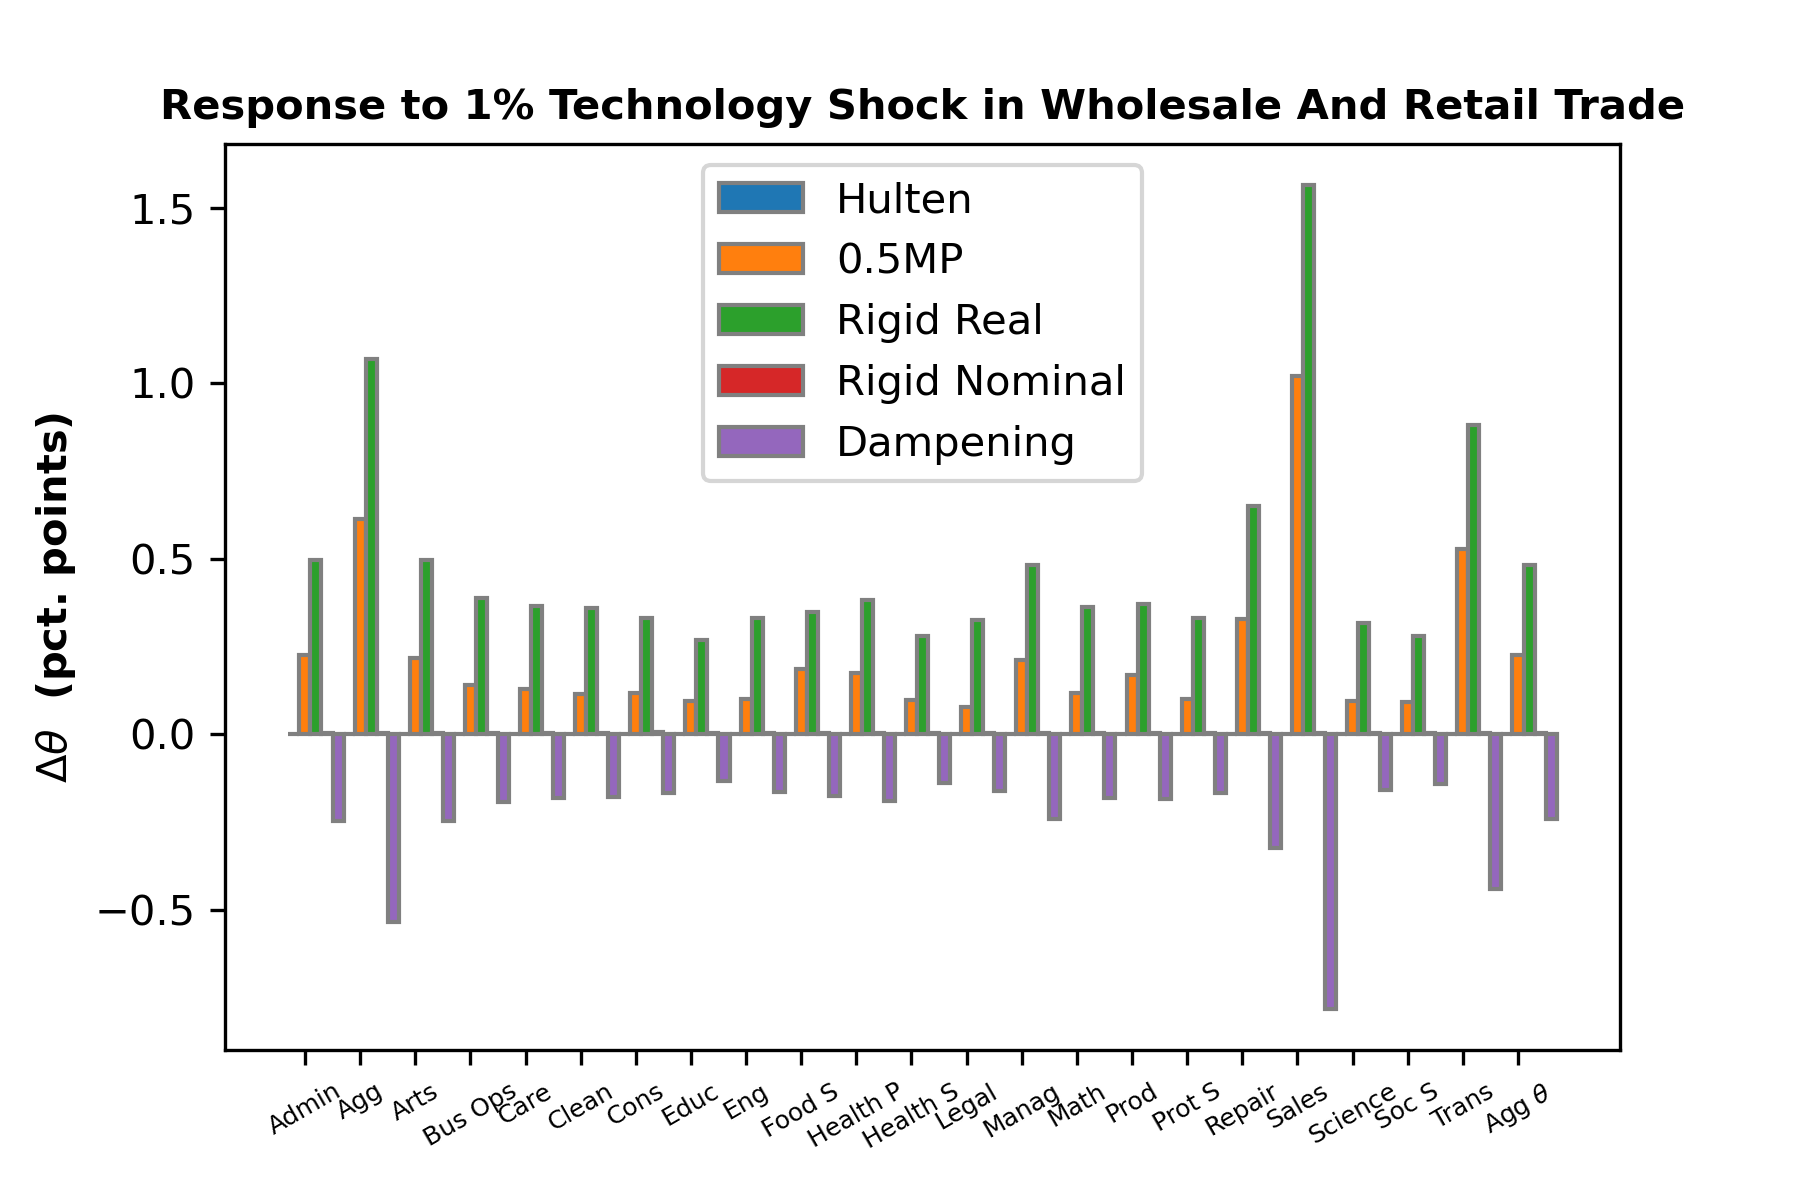 Response to 1% Technology Shock in Wholesale And Retail Trade
Hulten
0.5MP
Rigid Real
Rigid Nominal
Dampening
Δθ (pct. points)
1.5
1.0
0.5
0.0
−0.5
Admin
Agg
Arts
Bus Ops
Care
Clean
Cons
Educ
Eng
Food S
Health P
Health S
Legal
Manag
Math
Prod
Prot S
Repair
Sales
Science
Soc S
Trans
Agg θ